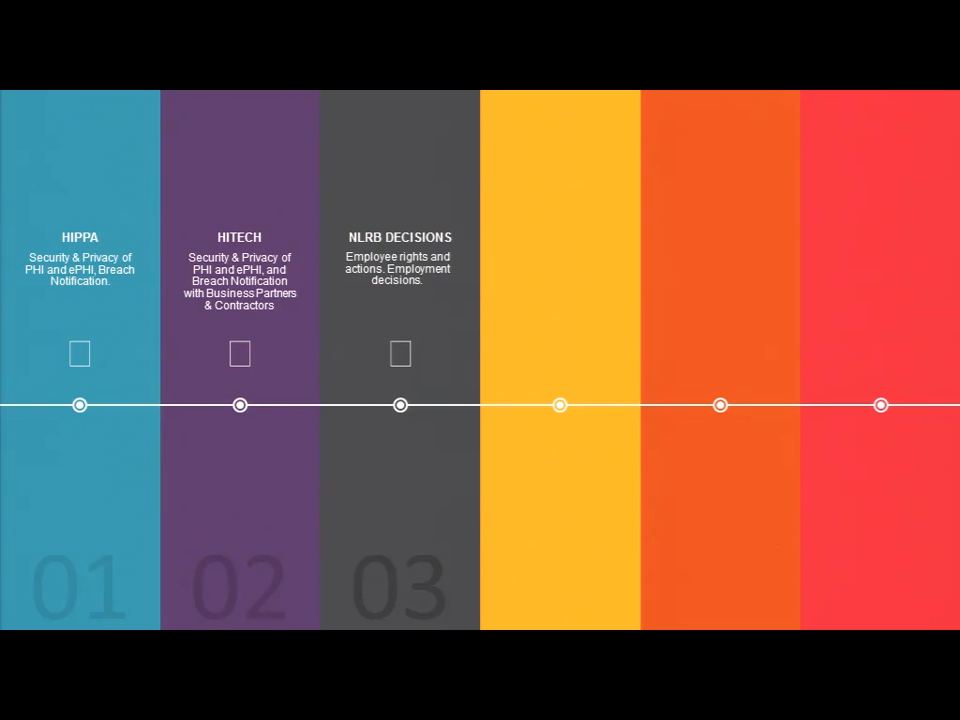 HIPPA
Security & Privacy of
PHI and ePHI, Breach
Notification.
HITECH
Security & Privacy of
PHI and ePHI, and
Breach Notification
with Business Partners
& Contractors
NLRB DECISIONS
Employee rights and
actions. Employment
decisions.
01
02
03